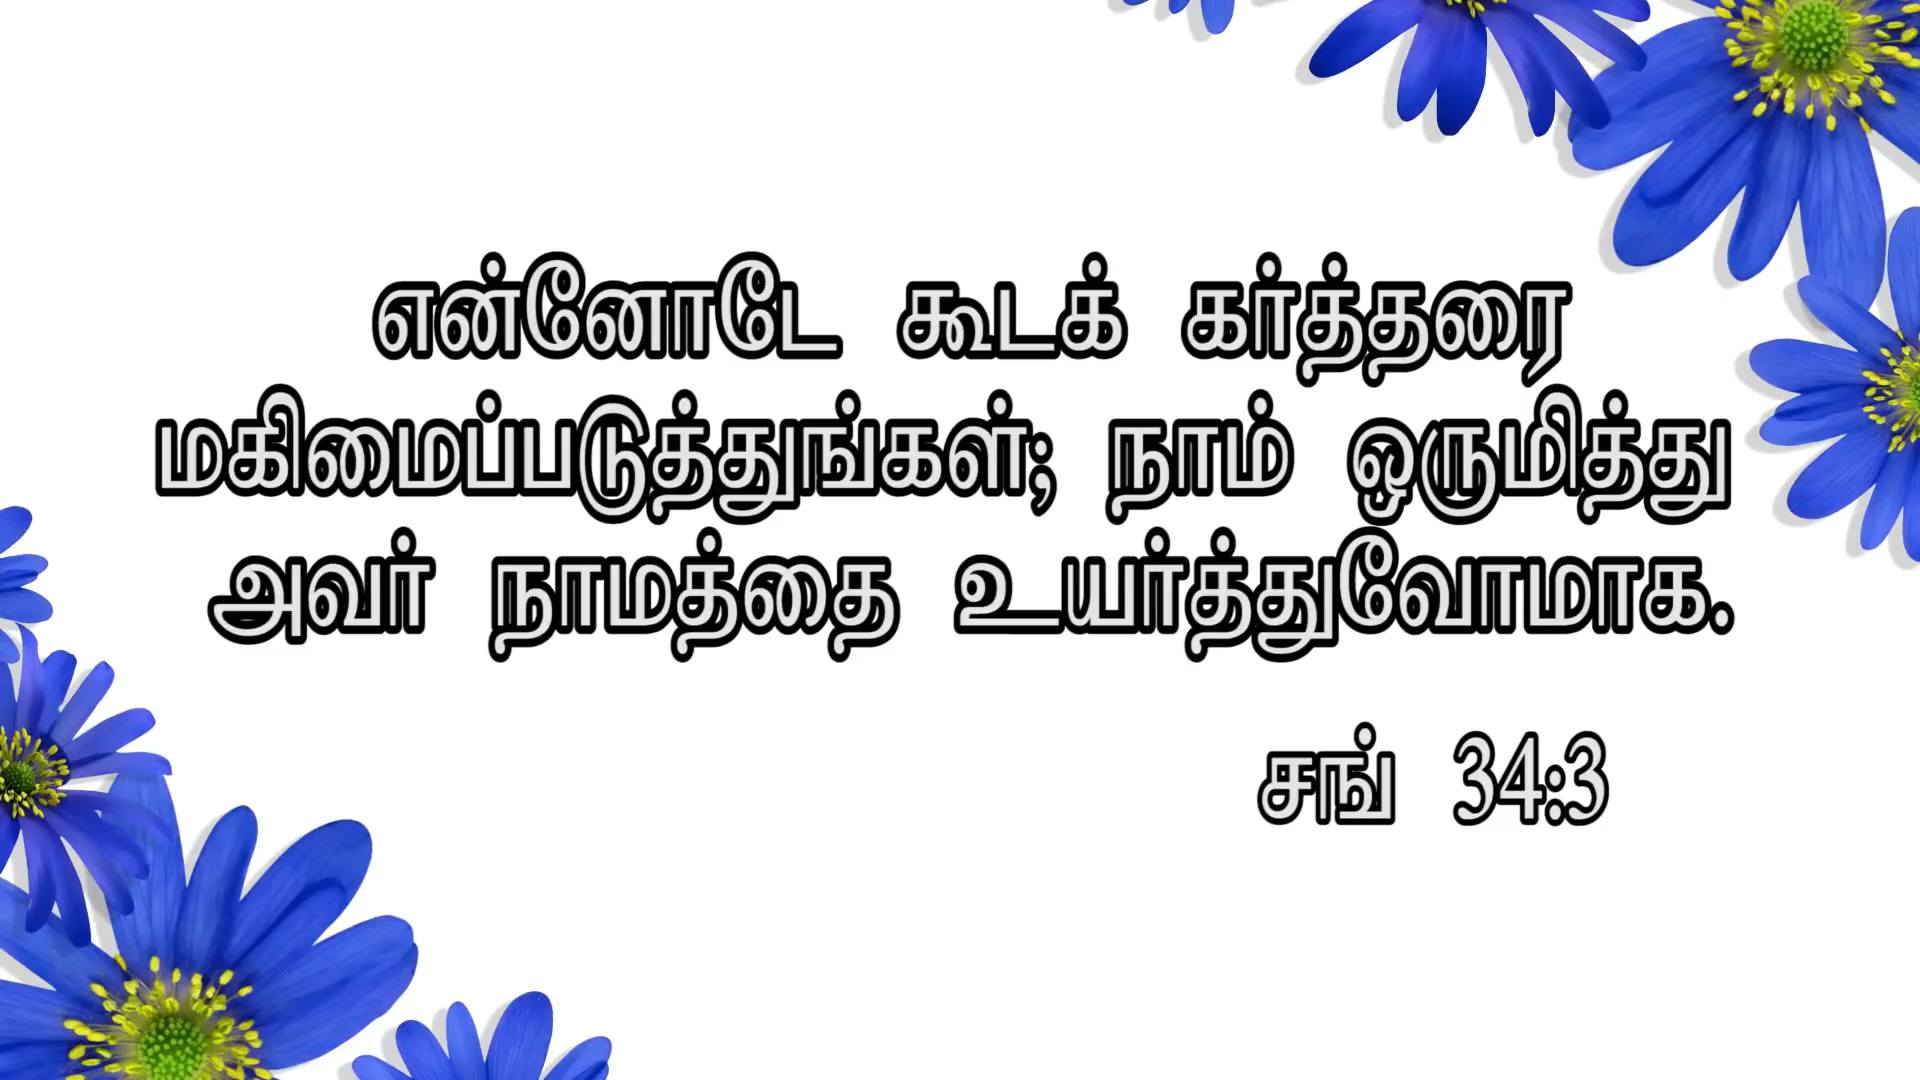 என்னோடே கூடக் கர்த்தரை
மகிமைப்படுத்துங்கள்; நாம் ஒருமித்து
அவர் நாமத்தை உயர்த்துவோமாக.
சங் 34:3